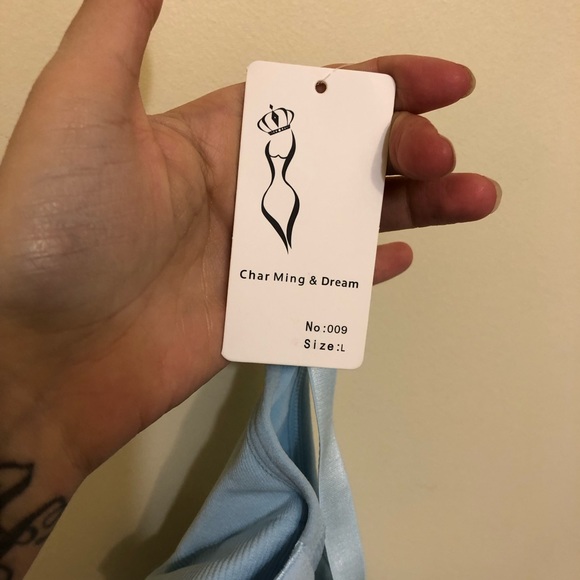 Char Ming & Dream
No:009
Size:L